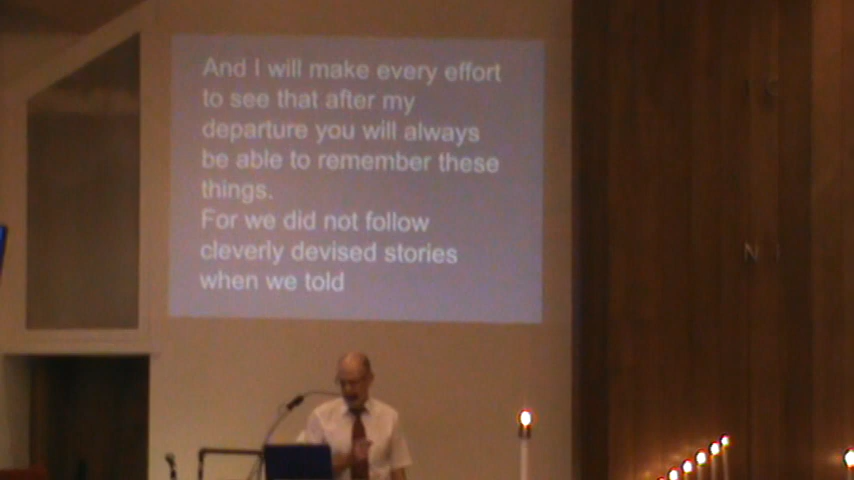 And I will make every effort
to see that after my
departure you will always
be able to remember these
things.
For we did not follow
cleverly devised stories
when we told